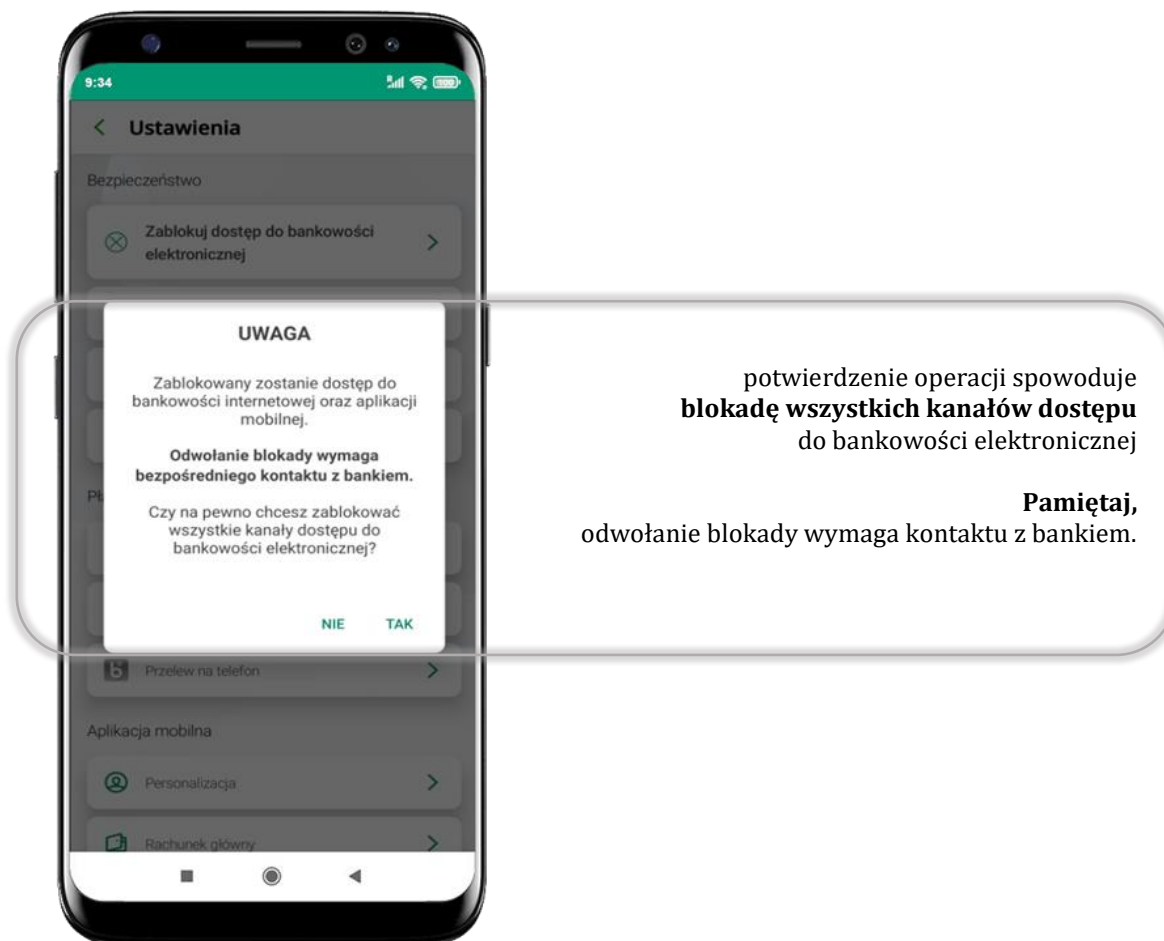 9:34
Ustawienia
Bezpieczeństwo
Zablokuj dostęp do bankowości
elektronicznej
UWAGA
Zablokowany zostanie dostęp do
bankowości internetowej oraz aplikacji
mobilnej.
Odwołanie blokady wymaga
bezpośredniego kontaktu z bankiem.
Czy na pewno chcesz zablokować
wszystkie kanały dostępu do
bankowości elektronicznej?
NIE TAK
Przelew na telefon
Aplikacja mobilna
Personalizacja
Rachunek główny
potwierdzenie operacji spowoduje
blokadę wszystkich kanałów dostępu
do bankowości elektronicznej
Pamiętaj,
odwołanie blokady wymaga kontaktu z bankiem.